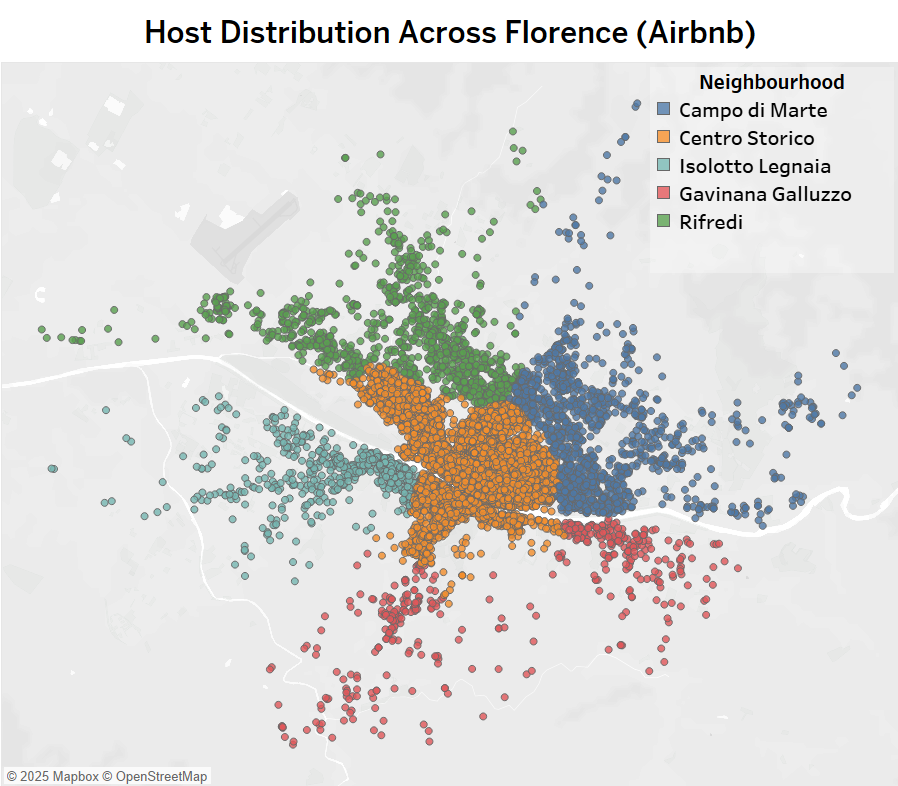 Host Distribution Across Florence (Airbnb)
Neighbourhood
Campo di Marte
Centro Storico
Isolotto Legnaia
Gavinana Galluzzo
Rifredi
© 2025 Mapbox © OpenStreetMap